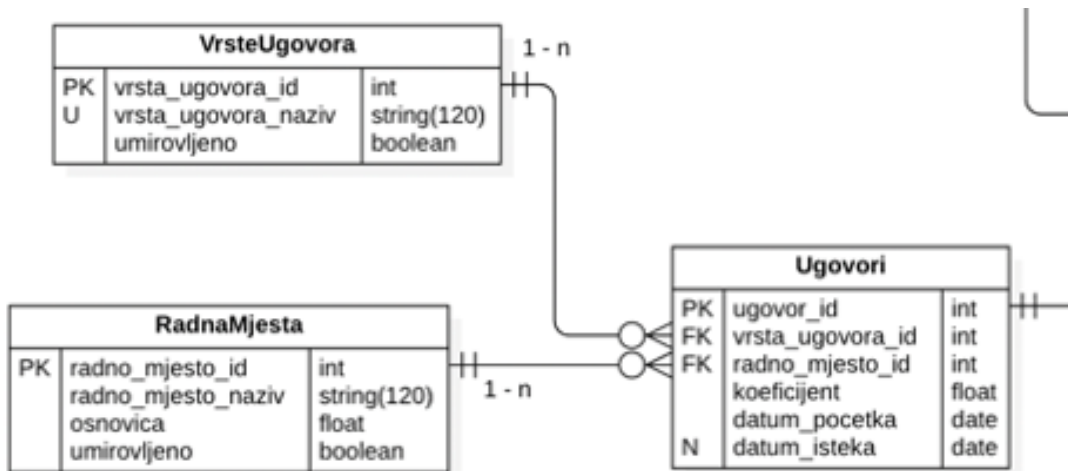 VrsteUgovora
PK vrsta_ugovora_id int
U vrsta_ugovora_naziv string(120)
umirovljeno boolean
1 - n
RadnaMjesta
PK radno_mjesto_id int
radno_mjesto_naziv string(120)
osnovica float
umirovljeno boolean
1 - n
Ugovori
PK ugovor_id int
FK vrsta_ugovora_id int
FK radno_mjesto_id int
koeficijent float
datum_pocetka date
N datum_isteka date